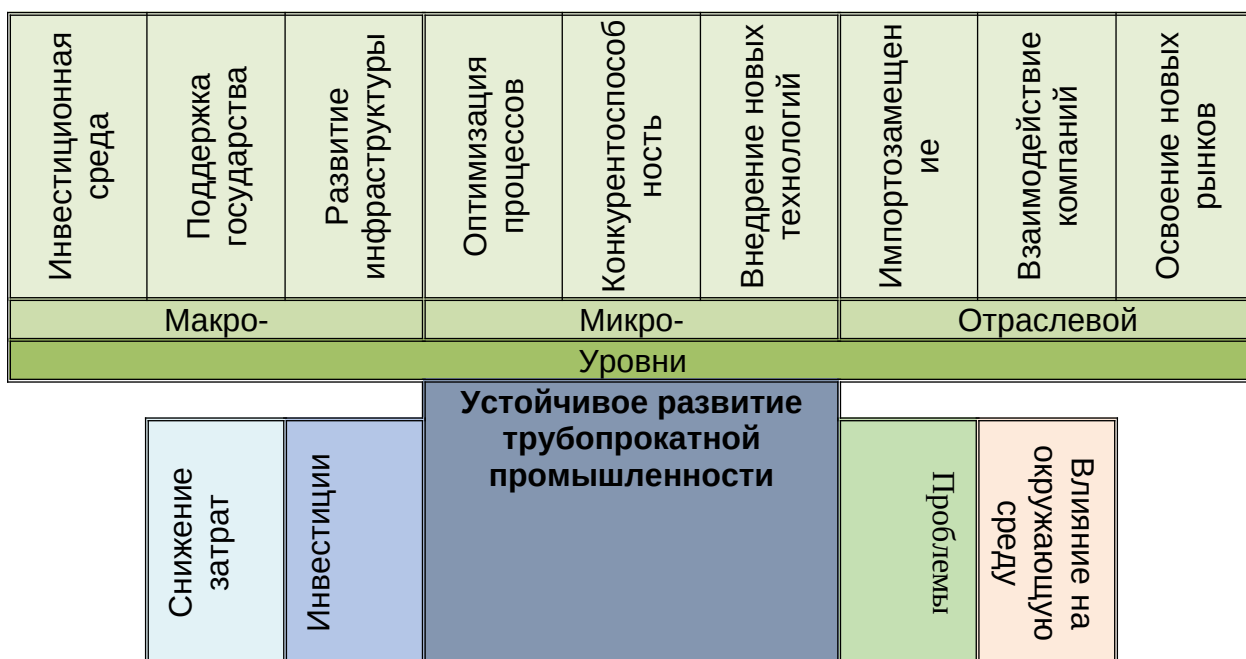 Инвестиционная
среда
Поддержка
государства
Развитие
инфраструктуры
Оптимизация
процессов
Конкурентоспособ
ность
Внедрение новых
технологий
Импортозамещен
ие
Взаимодействие
компаний
Освоение новых
рынков
Макро-
Микро-
Отраслевой
Уровни
Снижение
затрат
Инвестиции
Устойчивое развитие
трубопрокатной
промышленности
Проблемы
Влияние на
окружающую
среду